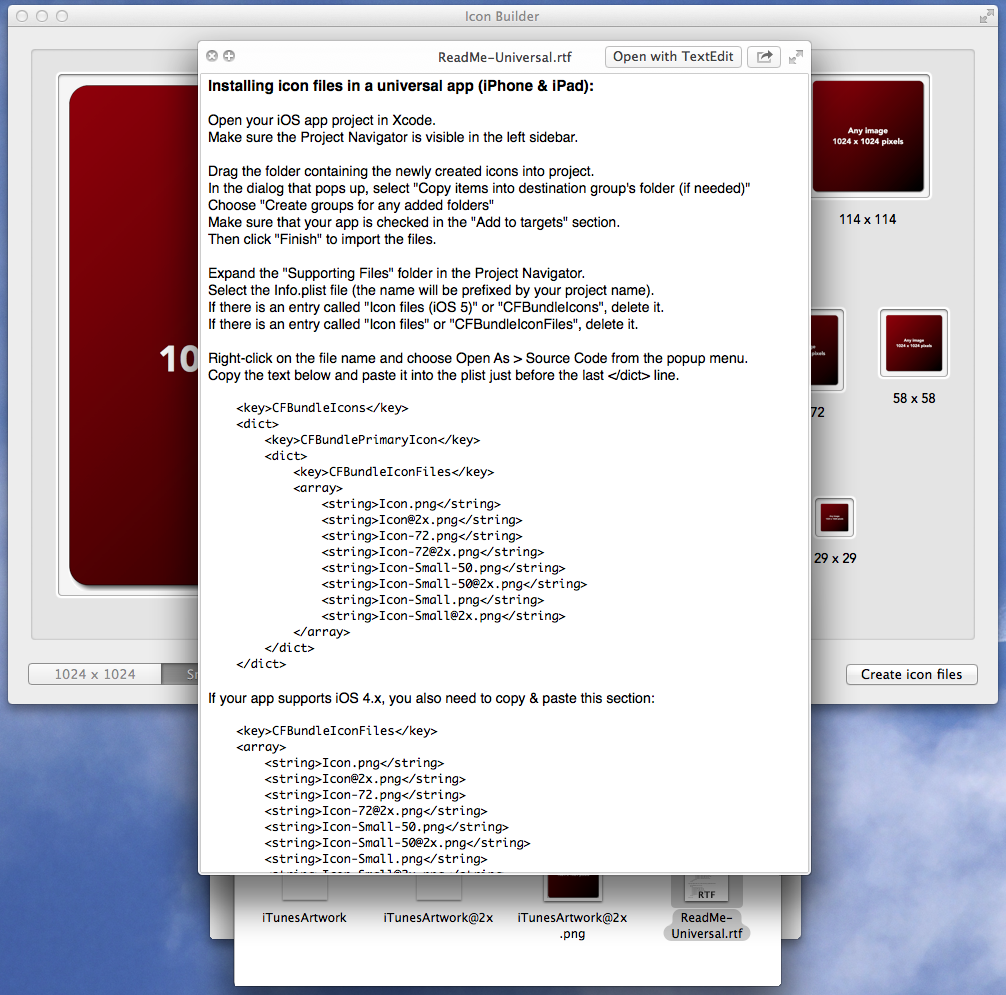 Icon Builder
ReadMe-Universal.rtf
Open with TextEdit
Installing icon files in a universal app (iPhone & iPad):
Open your iOS app project in Xcode.
Make sure the Project Navigator is visible in the left sidebar.
Drag the folder containing the newly created icons into project.
In the dialog that pops up, select "Copy items into destination group's folder (if needed)"
Choose "Create groups for any added folders"
Make sure that your app is checked in the "Add to targets" section.
Then click "Finish" to import the files.
Expand the "Supporting Files" folder in the Project Navigator.
Select the Info.plist file (the name will be prefixed by your project name).
If there is an entry called "Icon files (iOS 5)" or "CFBundleIcons", delete it.
If there is an entry called "Icon files" or "CFBundleIconFiles", delete it.
Right-click on the file name and choose Open As > Source Code from the popup menu.
Copy the text below and paste it into the plist just before the last </dict> line.
<key>CFBundleIcons</key>
<dict>
<key>CFBundlePrimaryIcon</key>
<dict>
<key>CFBundleIconFiles</key>
<array>
<string>Icon.png</string>
<string>Icon@2x.png</string>
<string>Icon-72.png</string>
<string>Icon-72@2x.png</string>
<string>Icon-Small-50.png</string>
<string>Icon-Small-50@2x.png</string>
<string>Icon-Small.png</string>
<string>Icon-Small@2x.png</string>
</array>
</dict>
</dict>
If your app supports iOS 4.x, you also need to copy & paste this section:
<key>CFBundleIconFiles</key>
<array>
<string>Icon.png</string>
<string>Icon@2x.png</string>
<string>Icon-72.png</string>
<string>Icon-72@2x.png</string>
<string>Icon-Small-50.png</string>
<string>Icon-Small-50@2x.png</string>
<string>Icon-Small.png</string>
10
1024 x 1024
Any image
1024 x 1024 pixels
114 x 114
72
Any image
1024 x 1024 pixels
58 x 58
29 x 29
Create icon files
iTunesArtwork
iTunesArtwork@2x
iTunesArtwork@2x
.png
RTF
ReadMe-
Universal.rtf